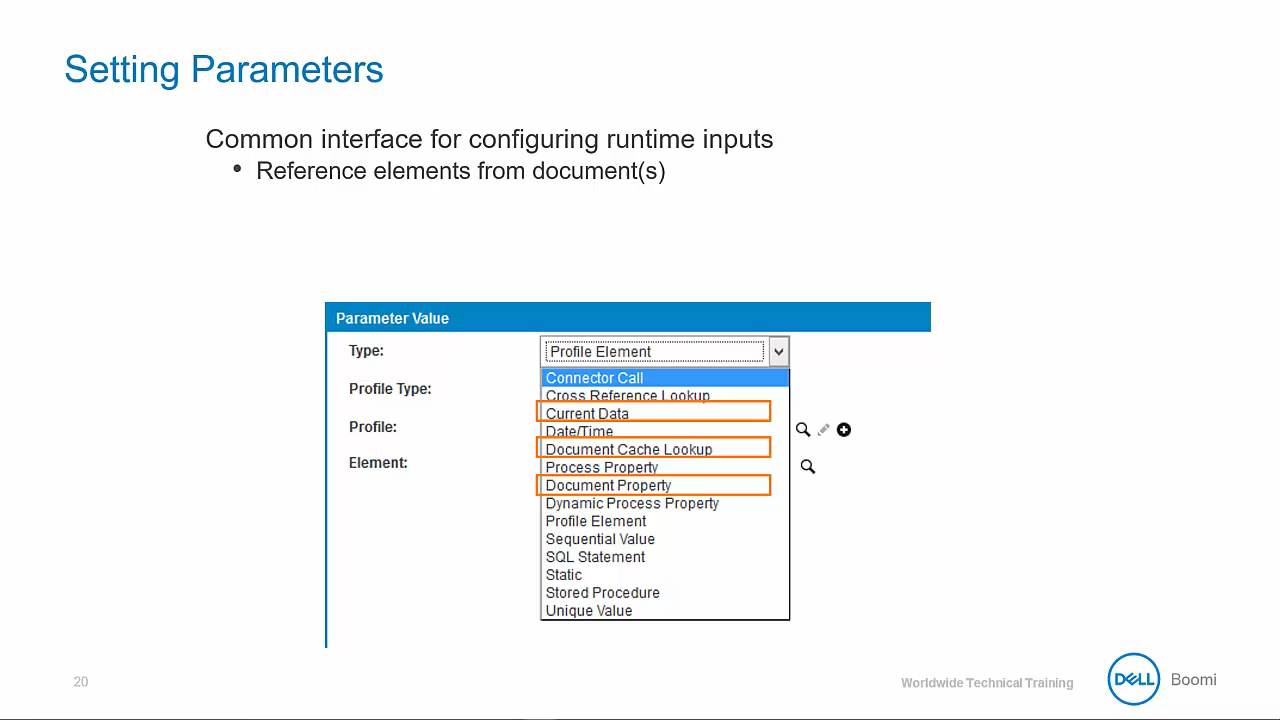 Setting Parameters
Common interface for configuring runtime inputs
• Reference elements from document(s)
Parameter Value
Type:
Profile Element
Profile Type:
Profile:
Element:
Connector Call
Cross Reference Lookup
Current Data
Date/Time
Document Cache Lookup
Process Property
Document Property
Dynamic Process Property
Profile Element
Sequential Value
SQL Statement
Static
Stored Procedure
Unique Value
20
Worldwide Technical Training
DELL
Boomi